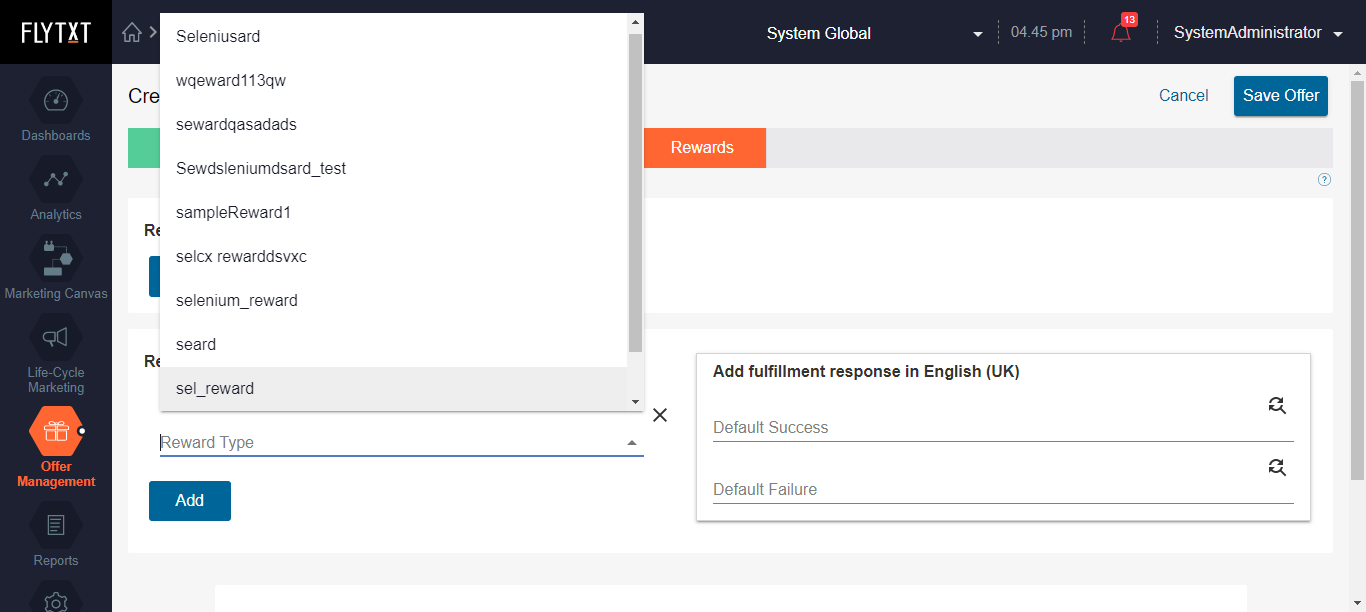 FLYTXT
System Global
04.45 pm
13
SystemAdministrator
Dashboards
Analytics
Marketing Canvas
Life-Cycle
Marketing
Offer
Management
Reports
Cre
Cancel
Save Offer
Rewards
?
Re
Re
Seleniusard
wqeward113qw
sewardqasadads
Sewdsleniumdsard_test
sampleReward1
selcx rewarddsvxc
selenium_reward
seard
sel_reward
Reward Type
Add
Add fulfillment response in English (UK)
Default Success
Default Failure